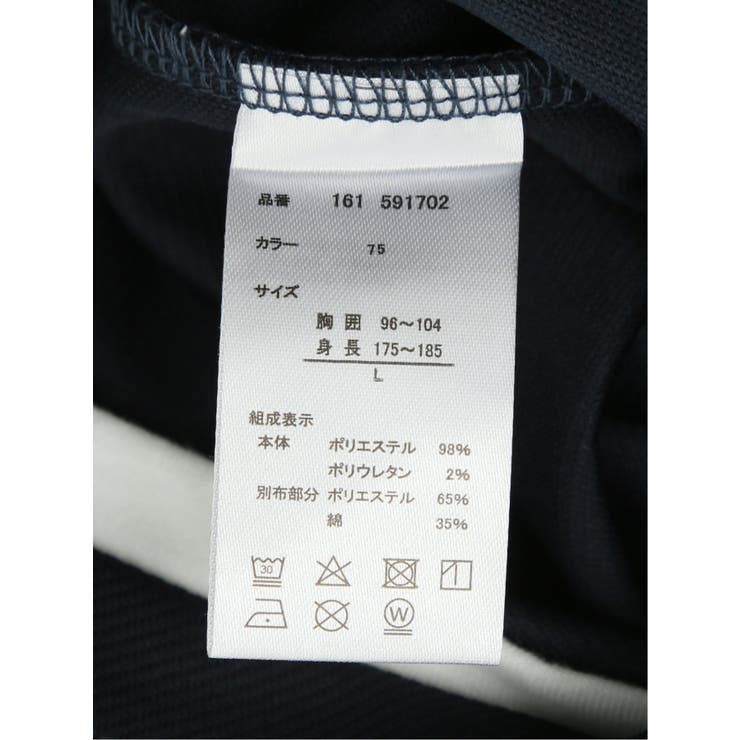 品番 161 591702
カラー 75
サイズ
胸囲 96～104
身長 175～185
L
組成表示
本体 ポリエステル 98%
ポリウレタン 2%
別布部分 ポリエステル 65%
綿 35%
30
W